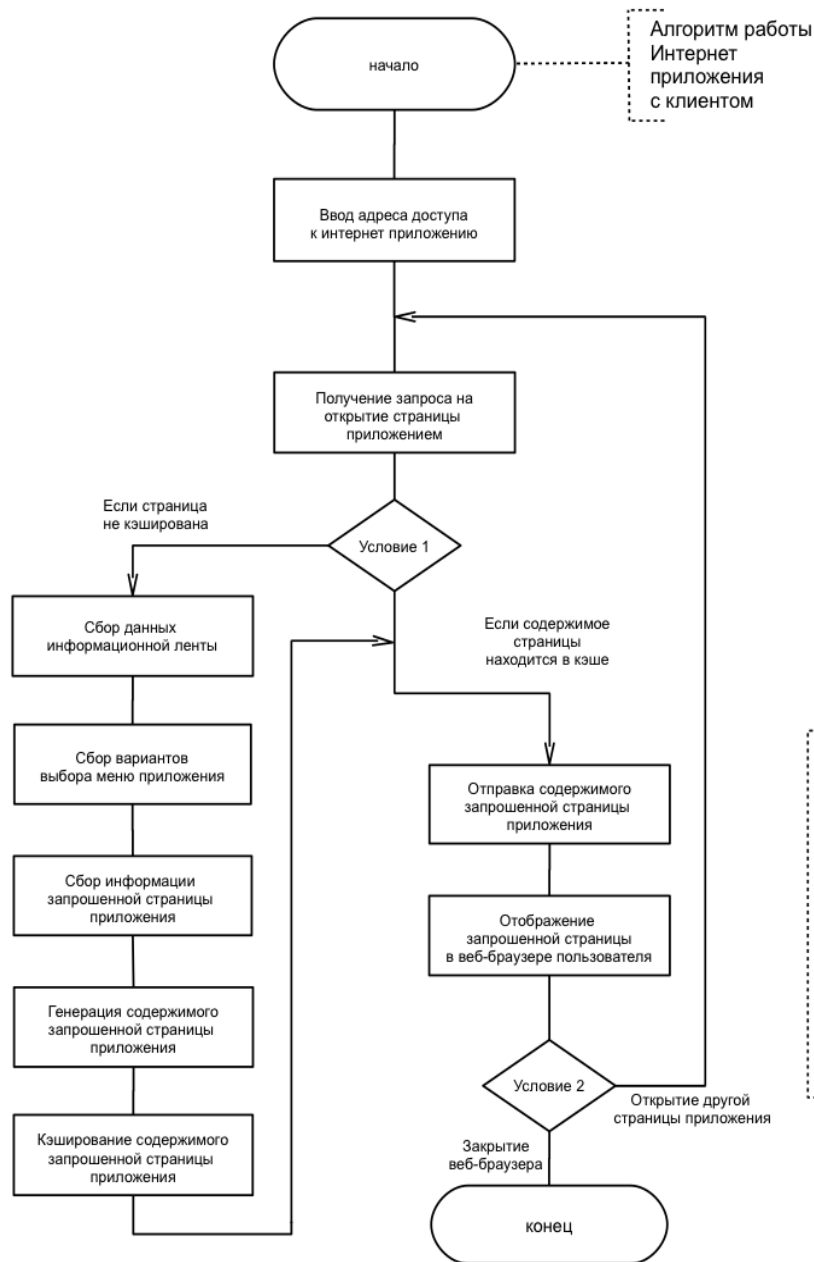 начало
Алгоритм работы
Интернет
приложения
с клиентом
Ввод адреса доступа
к интернет приложению
Получение запроса на
открытие страницы
приложением
Если страница
не кэширована
Условие 1
Сбор данных
информационной ленты
Если содержимое
страницы
находится в кэше
Сбор вариантов
выбора меню приложения
Отправка содержимого
запрошенной страницы
приложения
Сбор информации
запрошенной страницы
приложения
Отображение
запрошенной страницы
в веб-браузере пользователя
Генерация содержимого
запрошенной страницы
приложения
Условие 2
Открытие другой
страницы приложения
Кэширование содержимого
запрошенной страницы
приложения
Закрытие
веб-браузера
конец